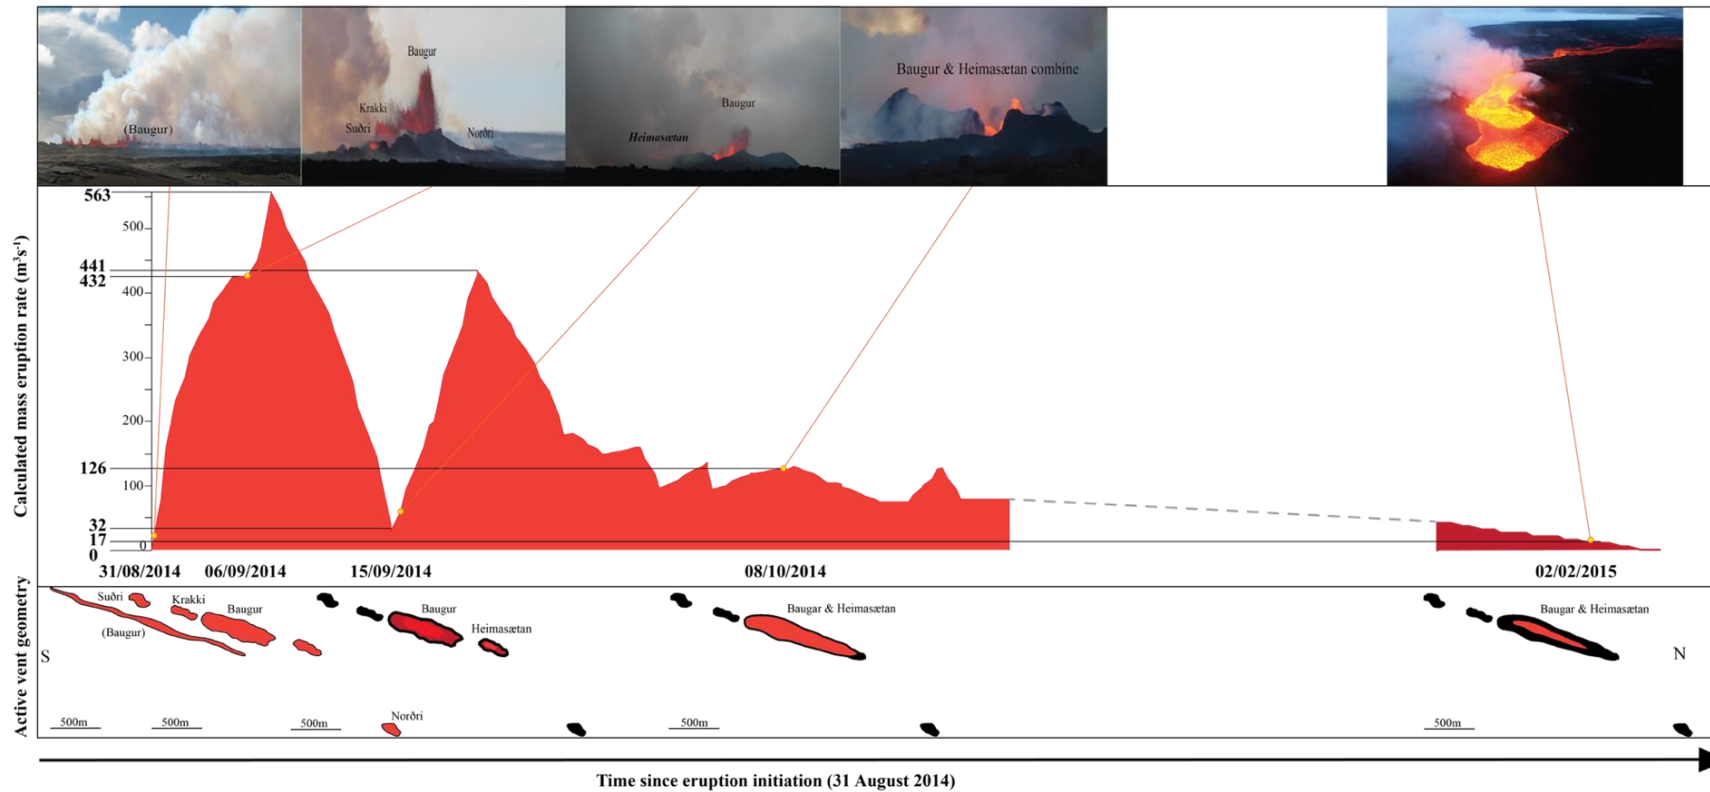 (Baugur)
Baugur
Krakki
Suðri
Norðri
Baugur
Heimasætan
Baugur & Heimasætan combine
Calculated mass eruption rate (m³s⁻¹)
563
500
441
432
400
300
200
126
100
32
17
0
0
31/08/2014
06/09/2014
15/09/2014
08/10/2014
02/02/2015
Active vent geometry
Suðri
Krakki
Baugur
(Baugur)
Baugur
Heimasætan
Baugar & Heimasætan
Baugar & Heimasætan
S
N
Norðri
500m
500m
500m
500m
500m
Time since eruption initiation (31 August 2014)